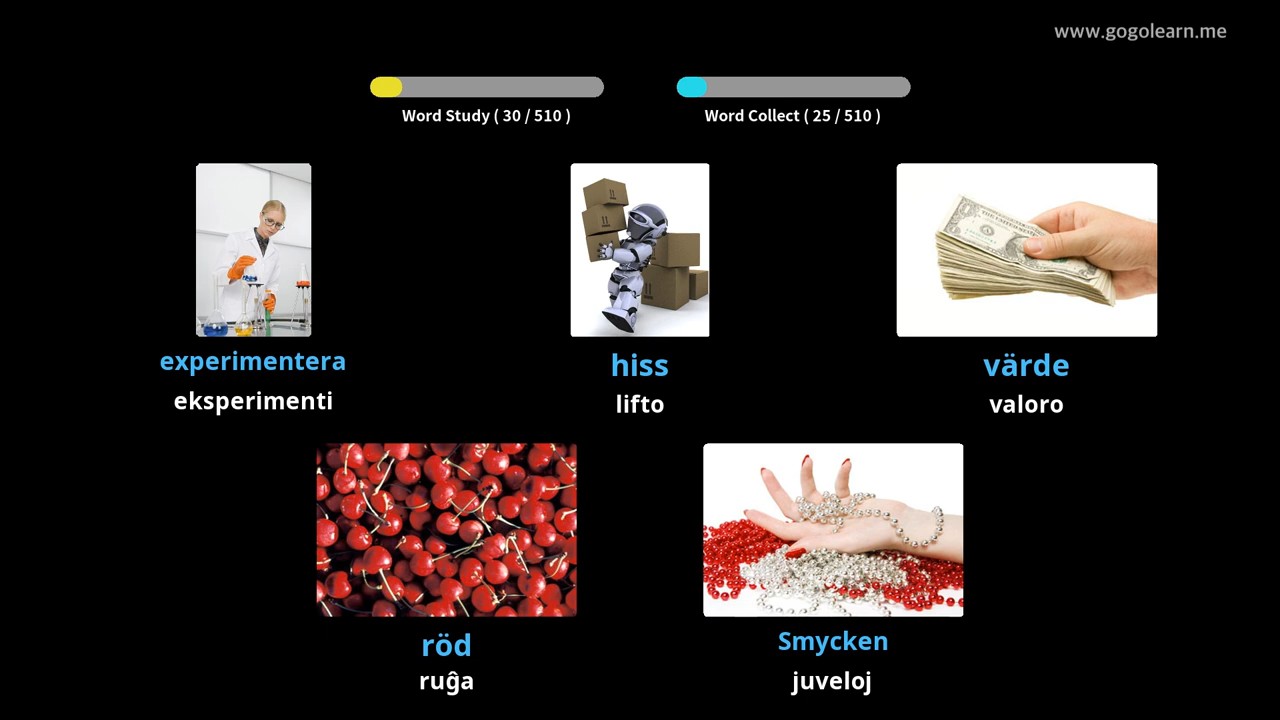 www.gogolearn.me
Word Study ( 30 / 510 )
Word Collect ( 25 / 510 )
experimentera
eksperimenti
hiss
lifto
värde
valoro
röd
ruĝa
Smycken
juveloj